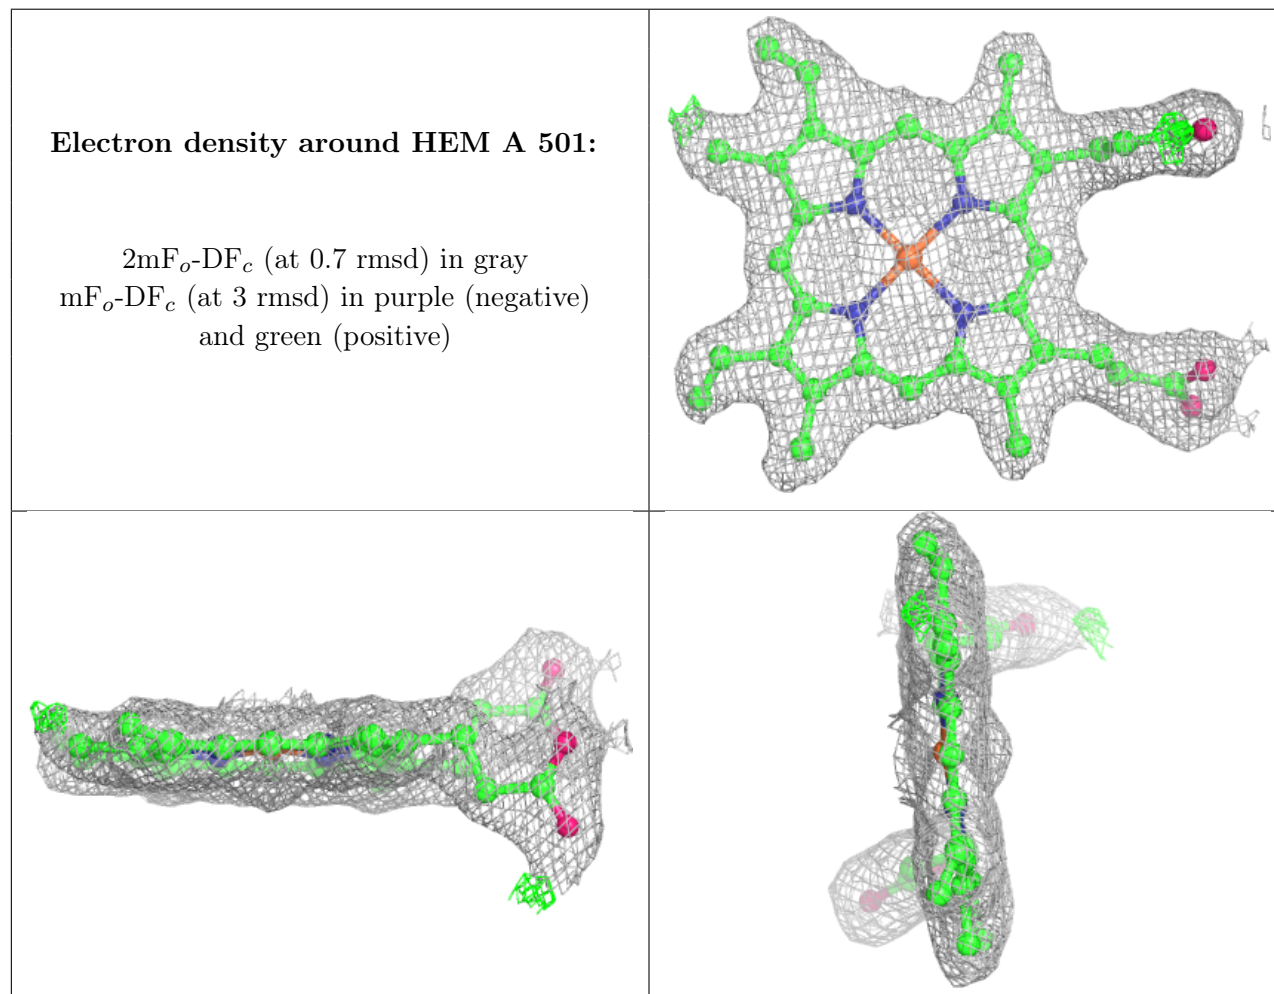 Electron density around HEM A 501:
2mFₒ-DF𝒸 (at 0.7 rmsd) in gray
mFₒ-DF𝒸 (at 3 rmsd) in purple (negative)
and green (positive)